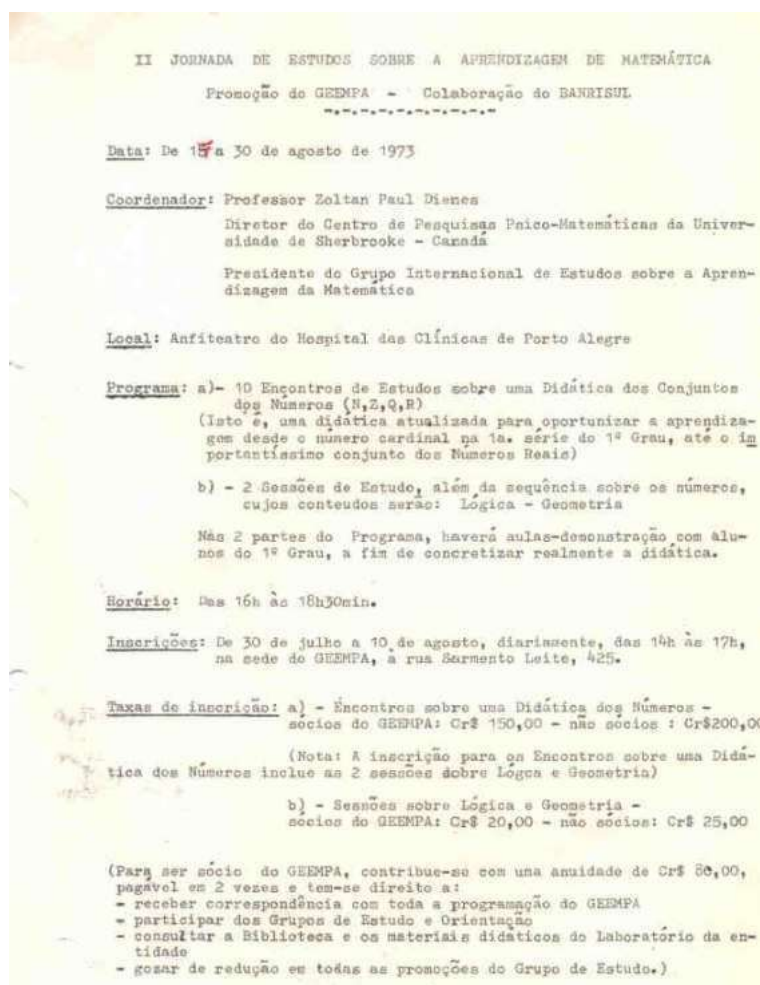 II JORNADA DE ESTUDOS SOBRE A APRENDIZAGEM DE MATEMÁTICA
Promoção do GEEMPA - Colaboração do BANRISUL
-.-.-.-.-.-.-.-.-.-
Data: De 15 a 30 de agosto de 1973
Coordenador: Professor Zoltan Paul Dienes
Diretor do Centro de Pesquisas Psico-Matemáticas da Univer-
sidade de Sherbrooke - Canadá
Presidente do Grupo Internacional de Estudos sobre a Apren-
dizagem da Matemática
Local: Anfiteatro do Hospital das Clínicas de Porto Alegre
Programa: a)- 10 Encontros de Estudos sobre uma Didática dos Conjuntos
dos Números (N,Z,Q,R)
(Isto é, uma didática atualizada para oportunizar a aprendiza-
gem desde o número cardinal na 1a. série do 1º Grau, até o im
portantíssimo conjunto dos Números Reais)
b) - 2 Sessões de Estudo, além da sequência sobre os números,
cujos conteudos serão: Lógica - Geometria
Nas 2 partes do Programa, haverá aulas-demonstração com alu-
nos do 1º Grau, a fim de concretizar realmente a didática.
Horário: Das 16h às 18h30min.
Inscrições: De 30 de julho a 10 de agosto, diariamente, das 14h às 17h,
na sede do GEEMPA, à rua Sarmento Leite, 425.
Taxas de inscrição: a) - Encontros sobre uma Didática dos Números -
sócios do GEEMPA: Cr$ 150,00 - não sócios : Cr$200,00
(Nota: A inscrição para os Encontros sobre uma Didá-
tica dos Números inclue as 2 sessões dobre Lógca e Geometria)
b) - Sessões sobre Lógica e Geometria -
sócios do GEEMPA: Cr$ 20,00 - não sócios: Cr$ 25,00
(Para ser sócio do GEEMPA, contribue-se com uma anuidade de Cr$ 80,00,
pagável em 2 vezes e tem-se direito a:
- receber correspondência com toda a programação do GEEMPA
- participar dos Grupos de Estudo e Orientação
- consultar a Biblioteca e os materiais didáticos do Laboratório da en-
tidade
- gozar de redução em todas as promoções do Grupo de Estudo.)